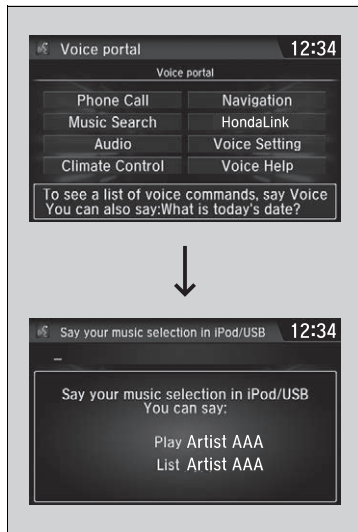 Voice portal 12:34
Voice portal
Phone Call Navigation
Music Search HondaLink
Audio Voice Setting
Climate Control Voice Help
To see a list of voice commands, say Voice
You can also say:What is today's date?
Say your music selection in iPod/USB 12:34
Say your music selection in iPod/USB
You can say:
Play Artist AAA
List Artist AAA